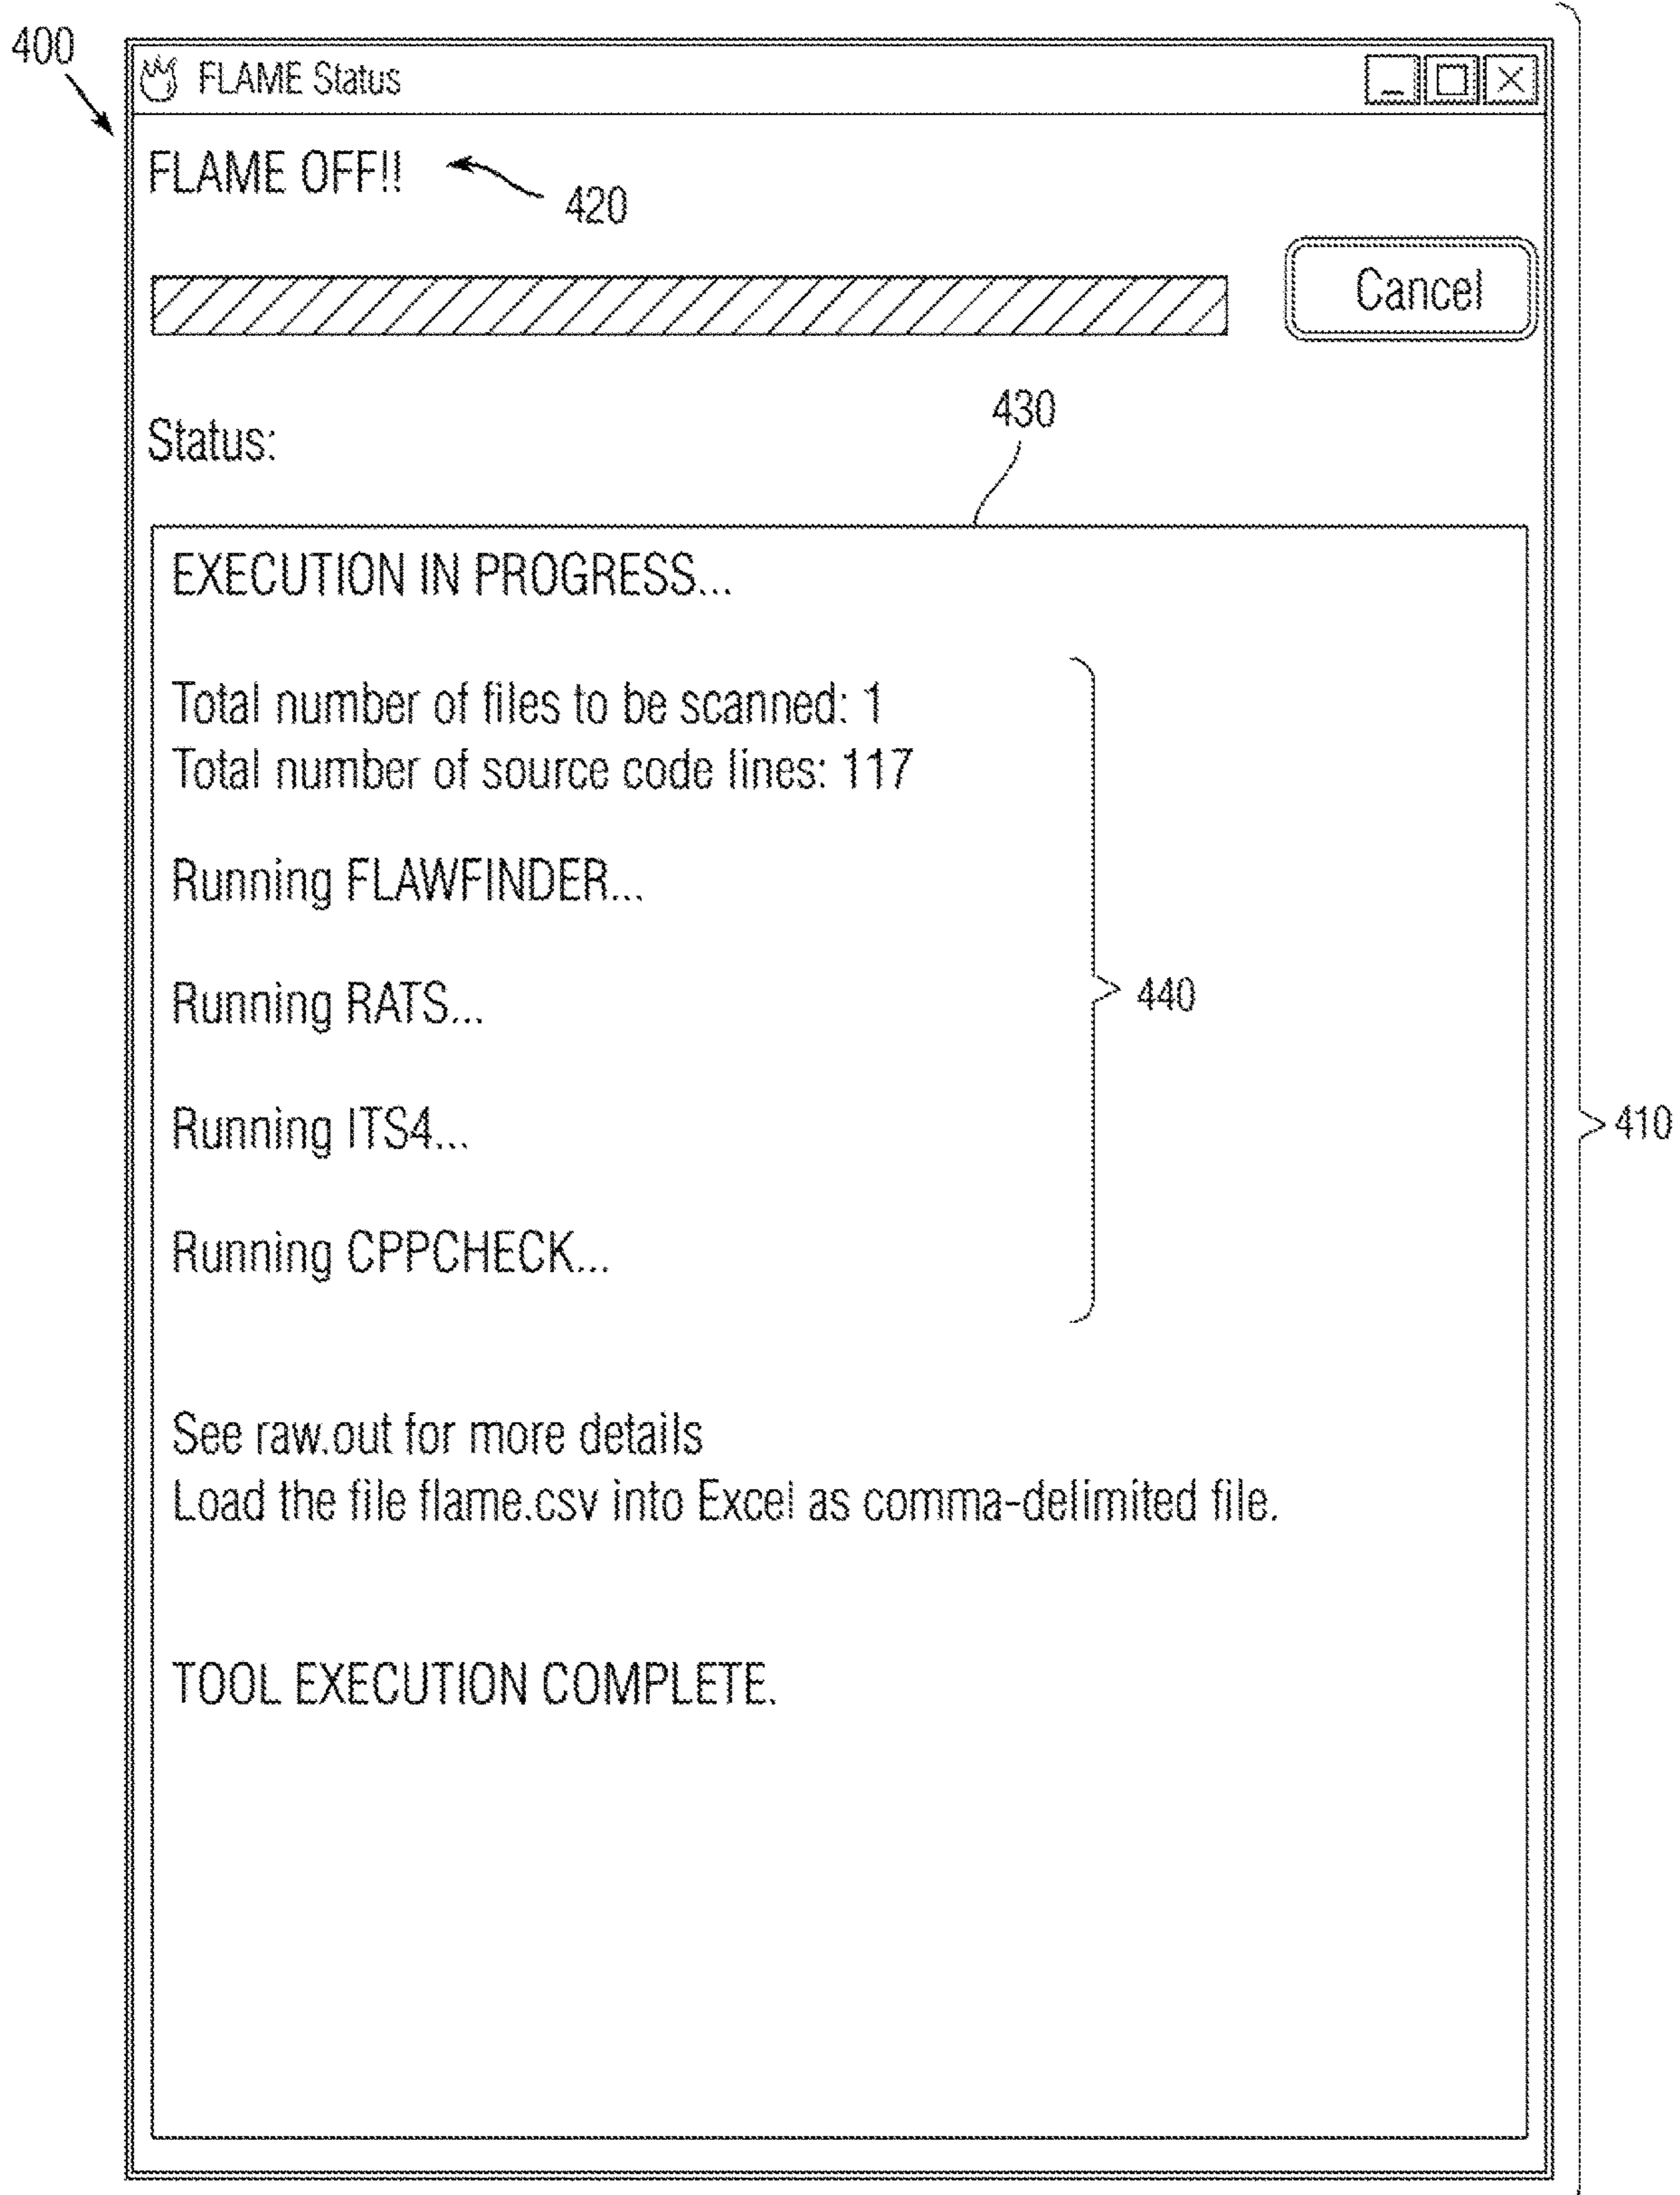 400
FLAME Status
FLAME OFF!!
420
Cancel
430
Status:
EXECUTION IN PROGRESS...
Total number of files to be scanned: 1
Total number of source code lines: 117
Running FLAWFINDER...
Running RATS...
440
Running ITS4...
410
Running CPPCHECK...
See raw.out for more details
Load the file flame.csv into Excel as comma-delimited file.
TOOL EXECUTION COMPLETE.